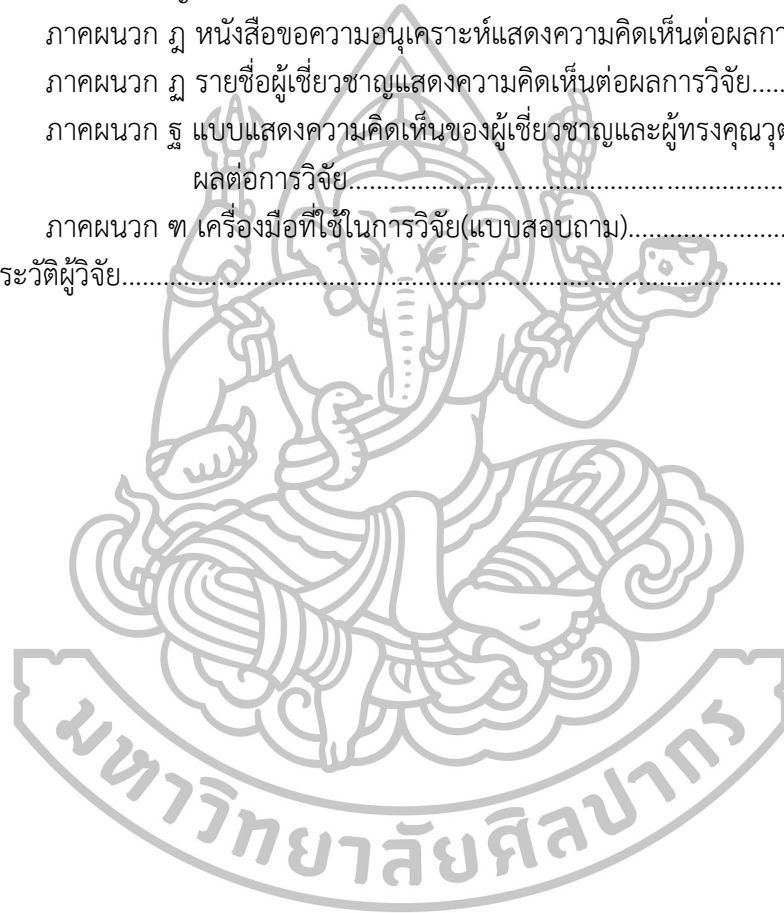 ภาคผนวก ฎ หนังสือขอความอนุเคราะห์แสดงความคิดเห็นต่อผลกา
ภาคผนวก ฏ รายชื่อผู้เชี่ยวชาญแสดงความคิดเห็นต่อผลการวิจัย.....
ภาคผนวก ฐ แบบแสดงความคิดเห็นของผู้เชี่ยวชาญและผู้ทรงคุณวุต
ผลต่อการวิจัย................................................................
ภาคผนวก ฑ เครื่องมือที่ใช้ในการวิจัย(แบบสอบถาม)......................
ระวัติผู้วิจัย................................................................................................
มหาวิทยาลัยศิลปากร